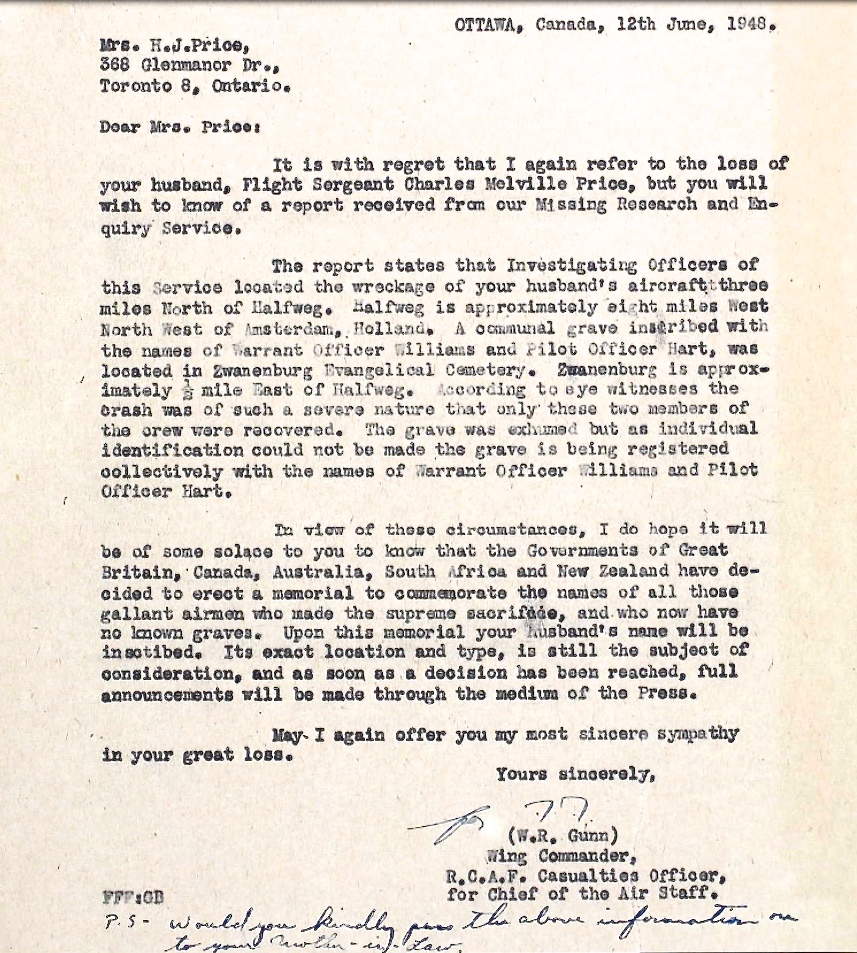 OTTAWA, Canada, 12th June, 1948.
Mrs. H.J.Price,
368 Glenmanor Dr.,
Toronto 8, Ontario.
Dear Mrs. Price:
It is with regret that I again refer to the loss of
your husband, Flight Sergeant Charles Melville Price, but you will
wish to know of a report received from our Missing Research and En-
quiry Service.
The report states that Investigating Officers of
this Service located the wreckage of your husband's aircraft three
miles North of Halfweg. Halfweg is approximately eight miles West
North West of Amsterdam, Holland. A communal grave inscribed with
the names of Warrant Officer Williams and Pilot Officer Hart, was
located in Zwanenburg Evangelical Cemetery. Zwanenburg is approx-
imately ½ mile East of Halfweg. According to eye witnesses the
crash was of such a severe nature that only these two members of
the crew were recovered. The grave was exhumed but as individual
identification could not be made the grave is being registered
collectively with the names of Warrant Officer Williams and Pilot
Officer Hart.
In view of these circumstances, I do hope it will
be of some solace to you to know that the Governments of Great
Britain, Canada, Australia, South Africa and New Zealand have de-
cided to erect a memorial to commemorate the names of all those
gallant airmen who made the supreme sacrifide, and who now have
no known graves. Upon this memorial your husband's name will be
insctibed. Its exact location and type, is still the subject of
consideration, and as soon as a decision has been reached, full
announcements will be made through the medium of the Press.
May I again offer you my most sincere sympathy
in your great loss.
Yours sincerely,
for
(W.R. Gunn)
Wing Commander,
R.C.A.F. Casualties Officer,
for Chief of the Air Staff.
FFF:GD
P.S- would you kindly pass the above information on
to your Mother-in-Law.